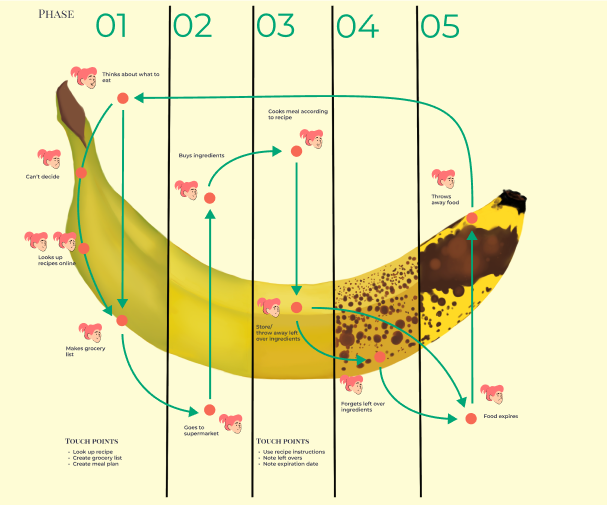 PHASE
01
02
03
04
05
Thinks about what to
eat
Can't decide
Looks up
recipes online
Makes grocery
list
Buys ingredients
Goes to
supermarket
Cooks meal according
to recipe
Store/
throw away left
over ingredients
Forgets left over
ingredients
Throws
away food
Food expires
TOUCH POINTS
• Look up recipe
• Create grocery list
• Create meal plan
TOUCH POINTS
• Use recipe instructions
• Note left overs
• Note expiration date